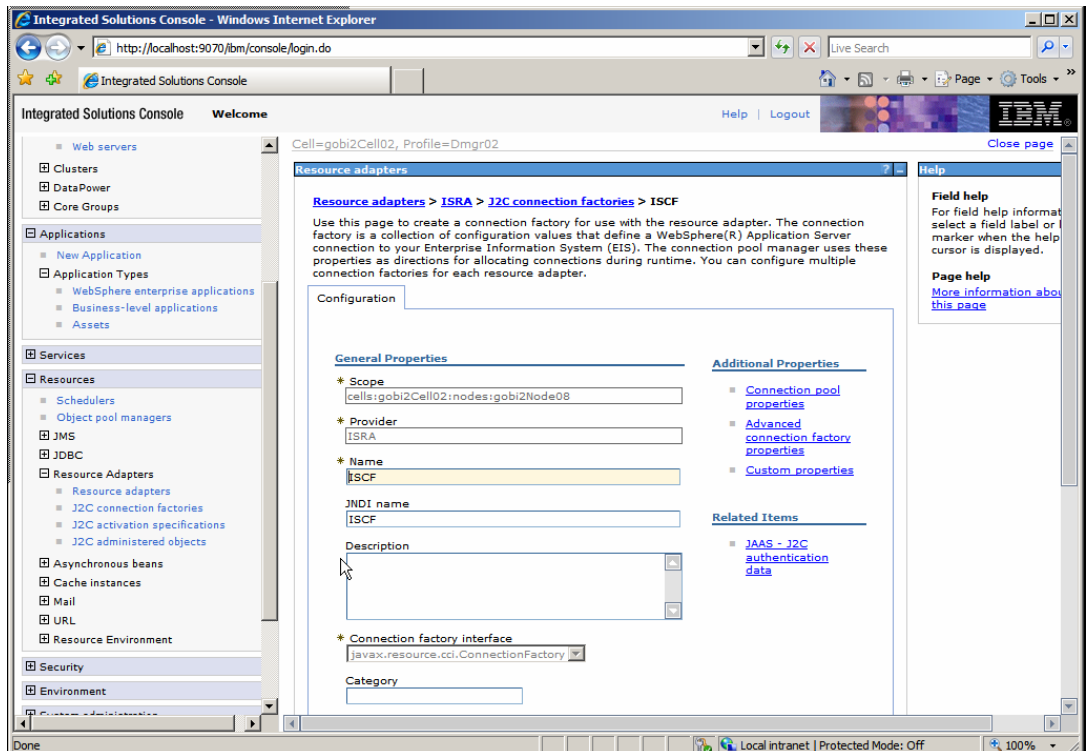 Integrated Solutions Console - Windows Internet Explorer
http://localhost:9070/ibm/console/login.do
Live Search
Integrated Solutions Console
Page
Tools
»
Integrated Solutions Console Welcome
Help | Logout
IBM®
Web servers
Clusters
DataPower
Core Groups
Applications
New Application
Application Types
WebSphere enterprise applications
Business-level applications
Assets
Services
Resources
Schedulers
Object pool managers
JMS
JDBC
Resource Adapters
Resource adapters
J2C connection factories
J2C activation specifications
J2C administered objects
Asynchronous beans
Cache instances
Mail
URL
Resource Environment
Security
Environment
System administration
Cell=gobi2Cell02, Profile=Dmgr02
Close page
Resource adapters
? -
Resource adapters > ISRA > J2C connection factories > ISCF
Use this page to create a connection factory for use with the resource adapter. The connection
factory is a collection of configuration values that define a WebSphere(R) Application Server
connection to your Enterprise Information System (EIS). The connection pool manager uses these
properties as directions for allocating connections during runtime. You can configure multiple
connection factories for each resource adapter.
Configuration
General Properties
* Scope
cells:gobi2Cell02:nodes:gobi2Node08
* Provider
ISRA
* Name
ISCF
JNDI name
ISCF
Description
* Connection factory interface
javax.resource.cci.ConnectionFactory
Category
Additional Properties
Connection pool
properties
Advanced
connection factory
properties
Custom properties
Related Items
JAAS - J2C
authentication
data
Help
Field help
For field help informat
select a field label or l
marker when the help
cursor is displayed.
Page help
More information abou
this page
Done
Local intranet | Protected Mode: Off
100%